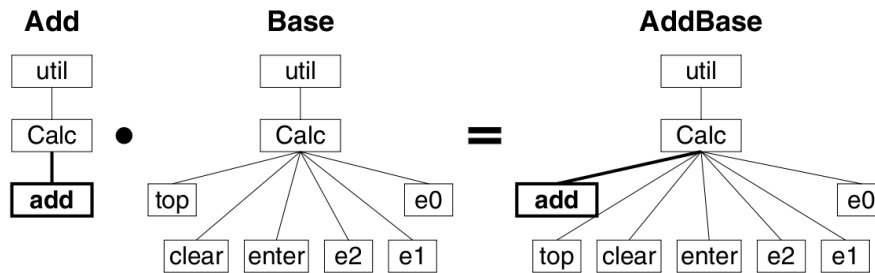 Add Base AddBase
util util util
Calc • Calc = Calc
add top e0 add e0
clear enter e2 e1 top clear enter e2 e1